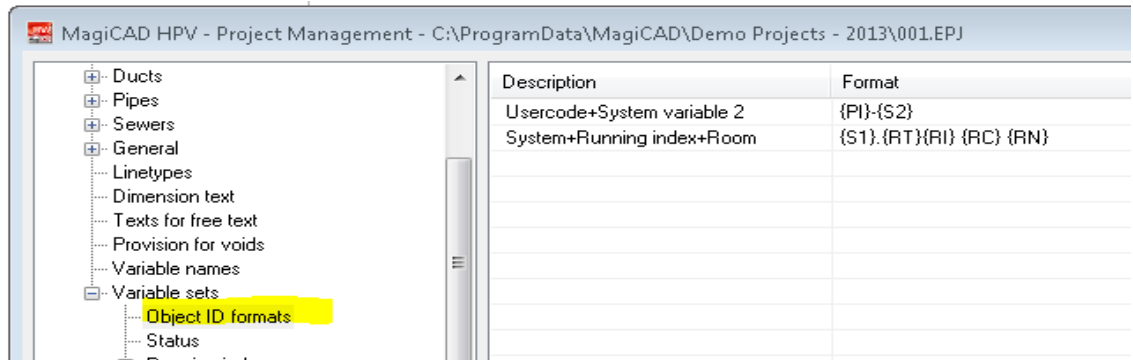 MagiCAD HPV - Project Management - C:\ProgramData\MagiCAD\Demo Projects - 2013\001.EPJ
Ducts
Pipes
Sewers
General
Linetypes
Dimension text
Texts for free text
Provision for voids
Variable names
Variable sets
Object ID formats
Status
Description Format
Usercode+System variable 2 {PI}-{S2}
System+Running index+Room {S1}.{RT}{RI} {RC} {RN}